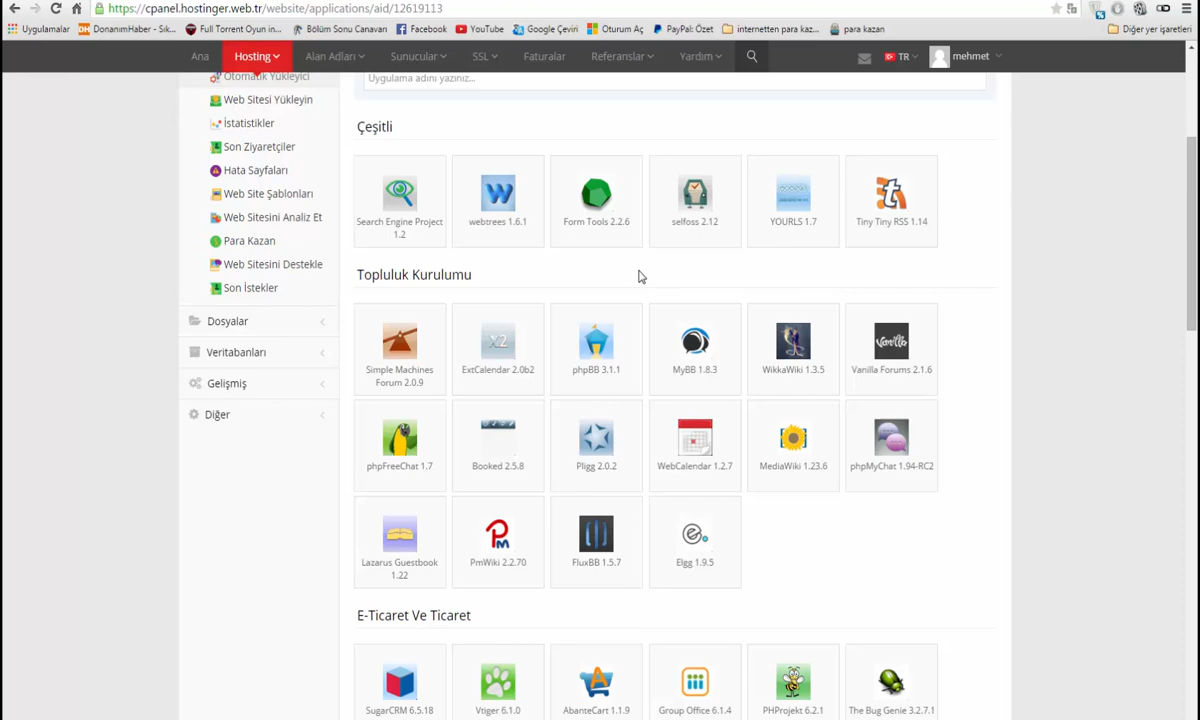 https://cpanel.hostinger.web.tr/website/applications/aid/12619113
Uygulamalar
DonanımHaber - Sık...
Full Torrent Oyun in...
Bölüm Sonu Canavarı
Facebook
YouTube
Google Çeviri
Oturum Aç
PayPal: Özet
internetten para kaz...
para kazan
Diğer yer işaretleri
Ana
Hosting
Alan Adları
Sunucular
SSL
Faturalar
Referanslar
Yardım
TR
mehmet
Otomatik Yükleyici
Web Sitesi Yükleyin
İstatistikler
Son Ziyaretçiler
Hata Sayfaları
Web Site Şablonları
Web Sitesini Analiz Et
Para Kazan
Web Sitesini Destekle
Son İstekler
Dosyalar
Veritabanları
Gelişmiş
Diğer
Uygulama adını yazınız...
Çeşitli
Search Engine Project
1.2
webtrees 1.6.1
Form Tools 2.2.6
selfoss 2.12
YOURLS 1.7
Tiny Tiny RSS 1.14
Topluluk Kurulumu
Simple Machines
Forum 2.0.9
ExtCalendar 2.0b2
phpBB 3.1.1
MyBB 1.8.3
WikkaWiki 1.3.5
Vanilla Forums 2.1.6
phpFreeChat 1.7
Booked 2.5.8
Pligg 2.0.2
WebCalendar 1.2.7
MediaWiki 1.23.6
phpMyChat 1.94-RC2
Lazarus Guestbook
1.22
PmWiki 2.2.70
FluxBB 1.5.7
Elgg 1.9.5
E-Ticaret Ve Ticaret
SugarCRM 6.5.18
Vtiger 6.1.0
AbanteCart 1.1.9
Group Office 6.1.4
PHProjekt 6.2.1
The Bug Genie 3.2.7.1